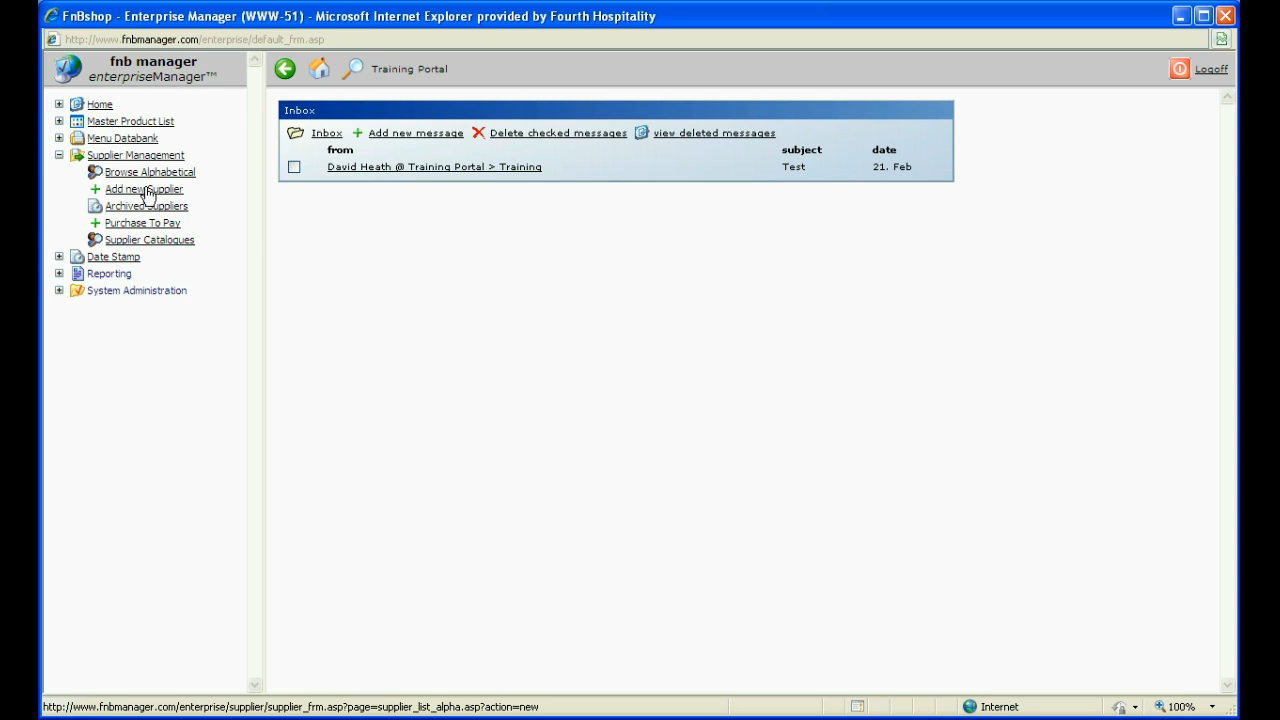 FnBshop - Enterprise Manager (WWW-51) - Microsoft Internet Explorer provided by Fourth Hospitality
http://www.fnbmanager.com/enterprise/default_frm.asp
fnb manager
enterpriseManager™
Training Portal
Logoff
Home
Master Product List
Menu Databank
Supplier Management
Browse Alphabetical
Add new Supplier
Archived Suppliers
Purchase To Pay
Supplier Catalogues
Date Stamp
Reporting
System Administration
Inbox
Inbox Add new message Delete checked messages view deleted messages
from subject date
David Heath @ Training Portal > Training Test 21. Feb
http://www.fnbmanager.com/enterprise/supplier/supplier_frm.asp?page=supplier_list_alpha.asp?action=new
Internet
100%